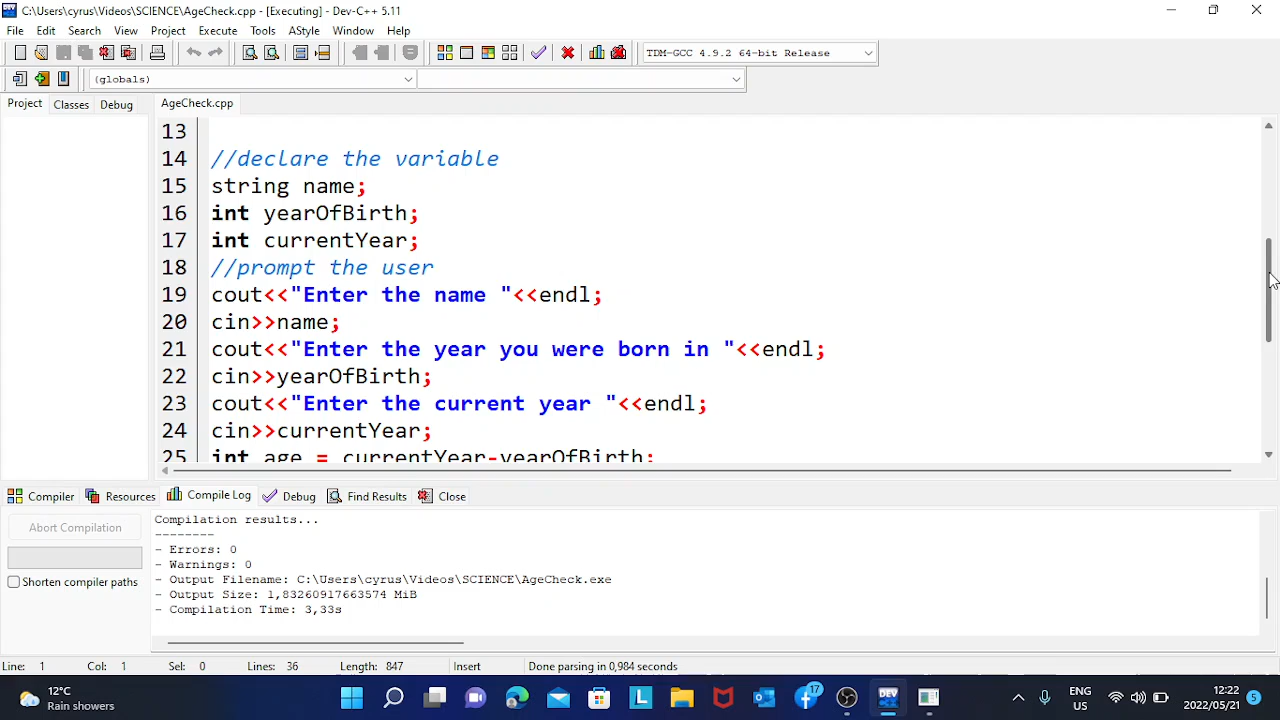 C:\Users\cyrus\Videos\SCIENCE\AgeCheck.cpp - [Executing] - Dev-C++ 5.11
File Edit Search View Project Execute Tools AStyle Window Help
TDM-GCC 4.9.2 64-bit Release
(globals)
Project Classes Debug AgeCheck.cpp
13
14 //declare the variable
15 string name;
16 int yearOfBirth;
17 int currentYear;
18 //prompt the user
19 cout<<"Enter the name "<<endl;
20 cin>>name;
21 cout<<"Enter the year you were born in "<<endl;
22 cin>>yearOfBirth;
23 cout<<"Enter the current year "<<endl;
24 cin>>currentYear;
25 int age = currentYear-yearOfBirth;
Compiler Resources Compile Log Debug Find Results Close
Abort Compilation
Shorten compiler paths
Compilation results...
--------
- Errors: 0
- Warnings: 0
- Output Filename: C:\Users\cyrus\Videos\SCIENCE\AgeCheck.exe
- Output Size: 1,83260917663574 MiB
- Compilation Time: 3,33s
Line: 1 Col: 1 Sel: 0 Lines: 36 Length: 847 Insert Done parsing in 0,984 seconds
12°C
Rain showers
L
17
DEV
ENG
US
12:22
2022/05/21
5